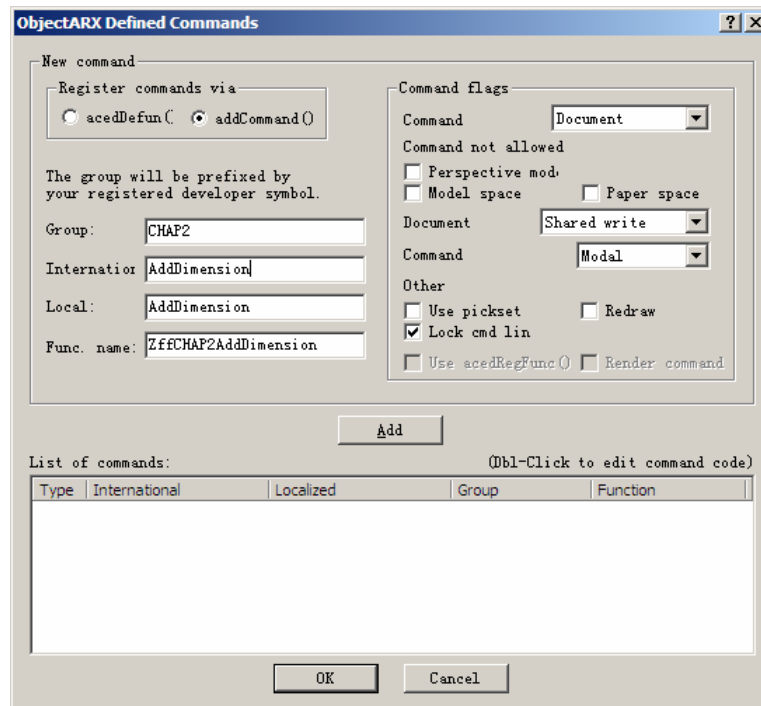 ObjectARX Defined Commands
New command
Register commands via
acedDefun( addCommand()
The group will be prefixed by
your registered developer symbol.
Group: CHAP2
Internation AddDimension
Local: AddDimension
Func. name: ZffCHAP2AddDimension
Command flags
Command Document
Command not allowed
Perspective mod
Model space Paper space
Document Shared write
Command Modal
Other
Use pickset Redraw
Lock cmd lin
Use acedRegFunc() Render command
Add
List of commands: (Dbl-Click to edit command code)
Type International Localized Group Function
OK Cancel